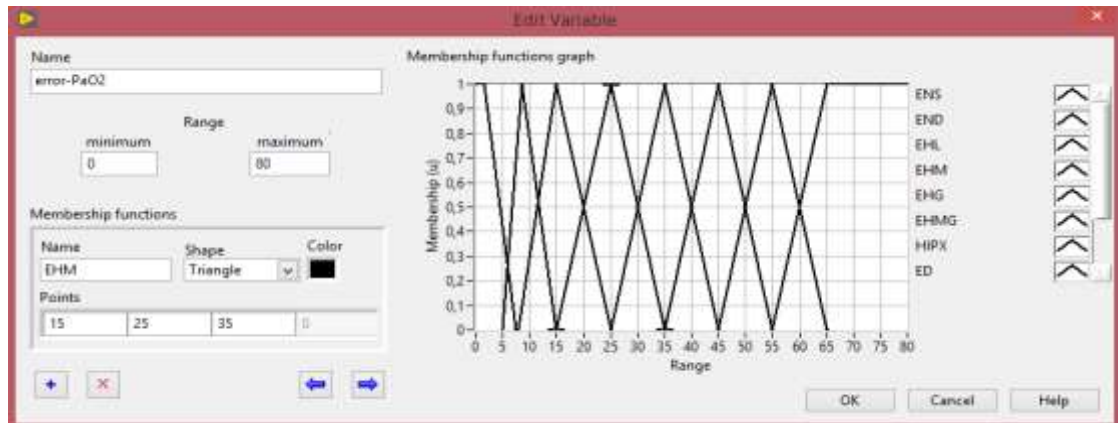 Edit Variable
Name
error-PaO2
Range
minimum maximum
0 80
Membership functions
Name Shape Color
EHM Triangle
Points
15 25 35 0
Membership functions graph
Membership (u)
1
0,9
0,8
0,7
0,6
0,5
0,4
0,3
0,2
0,1
0
0 5 10 15 20 25 30 35 40 45 50 55 60 65 70 75 80
Range
ENS
END
EHL
EHM
EHG
EHMG
HIPX
ED
OK Cancel Help